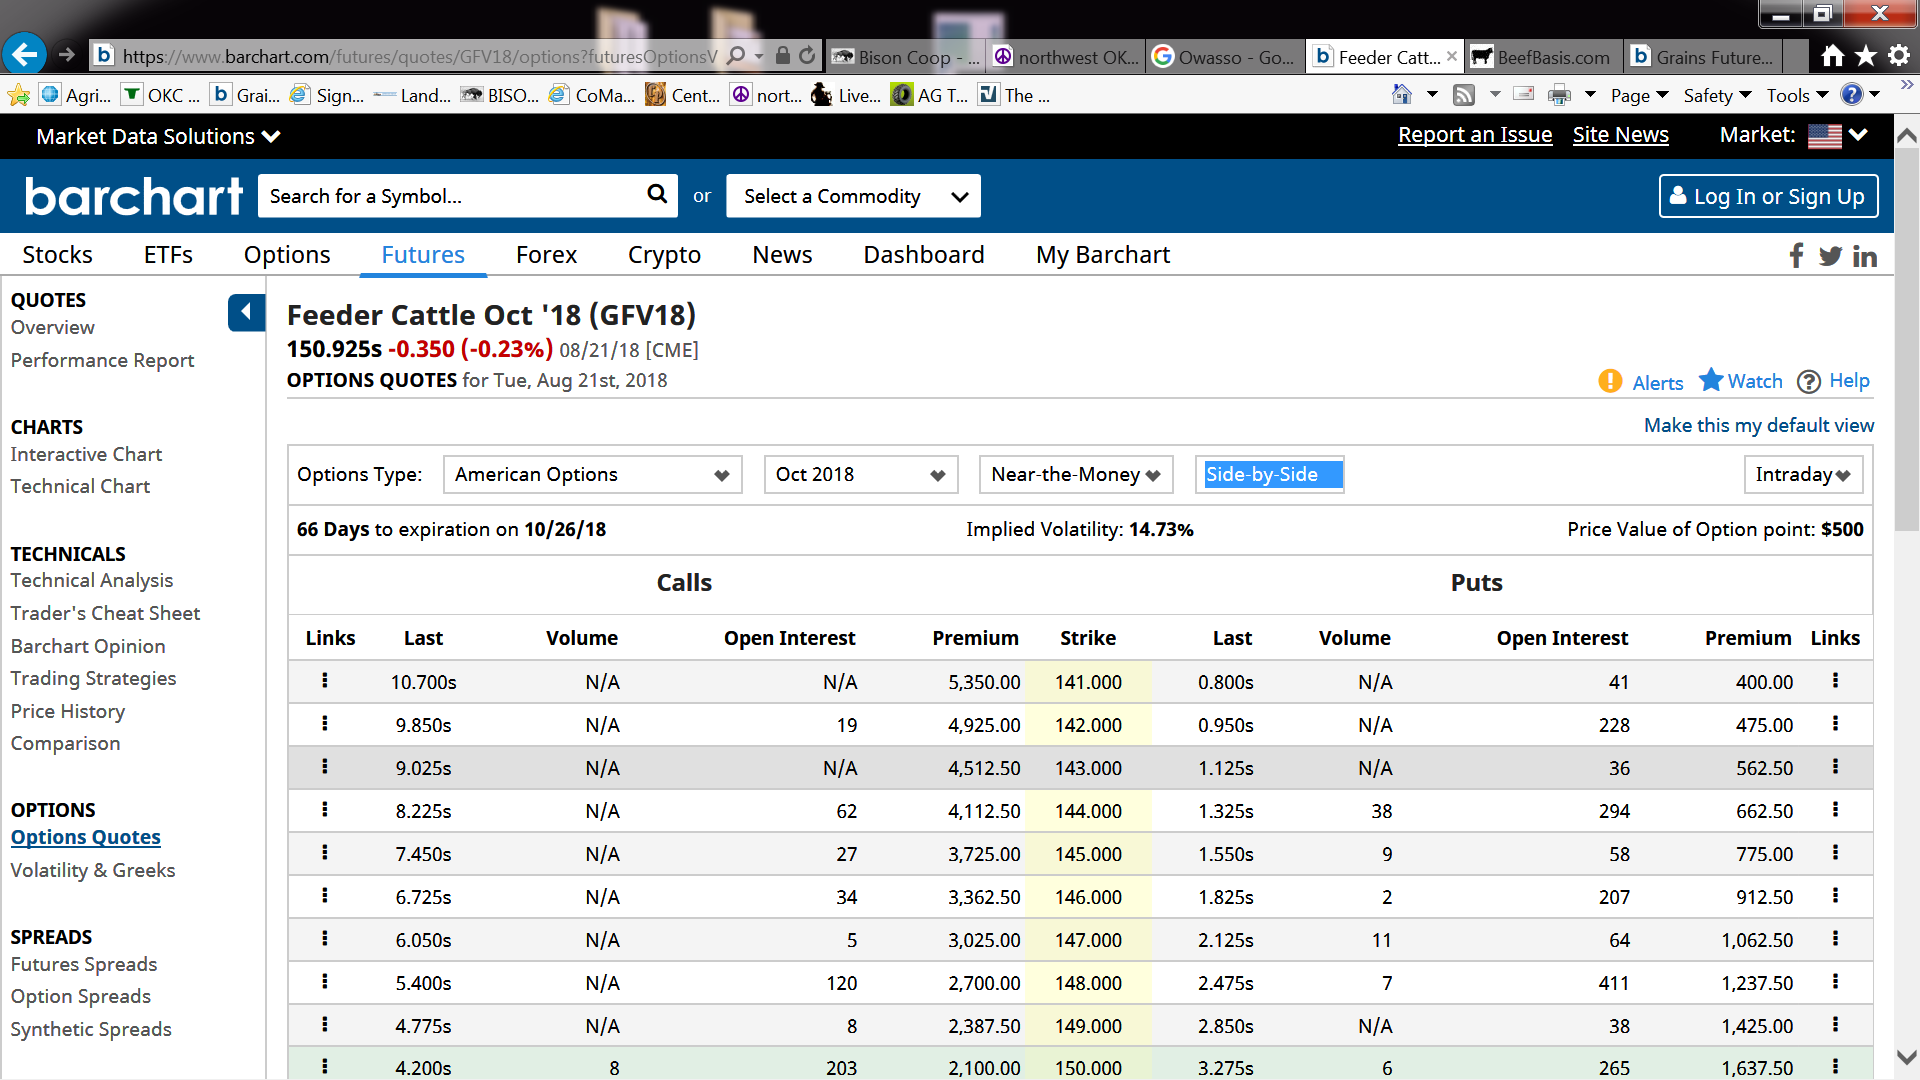 https://www.barchart.com/futures/quotes/GFV18/options?futuresOptionsV
Bison Coop - ...
northwest OK...
Owasso - Go...
Feeder Catt...
BeefBasis.com
Grains Future...
Agri...
OKC ...
Grai...
Sign...
Land...
BISO...
CoMa...
Cent...
nort...
Live...
AG T...
The ...
Page
Safety
Tools
Market Data Solutions
Report an Issue
Site News
Market:
barchart
Search for a Symbol...
or
Select a Commodity
Log In or Sign Up
Stocks ETFs Options Futures Forex Crypto News Dashboard My Barchart
QUOTES
Overview
Performance Report
CHARTS
Interactive Chart
Technical Chart
TECHNICALS
Technical Analysis
Trader's Cheat Sheet
Barchart Opinion
Trading Strategies
Price History
Comparison
OPTIONS
Options Quotes
Volatility & Greeks
SPREADS
Futures Spreads
Option Spreads
Synthetic Spreads
Feeder Cattle Oct '18 (GFV18)
150.925s -0.350 (-0.23%) 08/21/18 [CME]
OPTIONS QUOTES for Tue, Aug 21st, 2018
Alerts Watch Help
Make this my default view
Options Type: American Options Oct 2018 Near-the-Money Side-by-Side Intraday
66 Days to expiration on 10/26/18 Implied Volatility: 14.73% Price Value of Option point: $500
Calls Puts
Links Last Volume Open Interest Premium Strike Last Volume Open Interest Premium Links
10.700s N/A N/A 5,350.00 141.000 0.800s N/A 41 400.00
9.850s N/A 19 4,925.00 142.000 0.950s N/A 228 475.00
9.025s N/A N/A 4,512.50 143.000 1.125s N/A 36 562.50
8.225s N/A 62 4,112.50 144.000 1.325s 38 294 662.50
7.450s N/A 27 3,725.00 145.000 1.550s 9 58 775.00
6.725s N/A 34 3,362.50 146.000 1.825s 2 207 912.50
6.050s N/A 5 3,025.00 147.000 2.125s 11 64 1,062.50
5.400s N/A 120 2,700.00 148.000 2.475s 7 411 1,237.50
4.775s N/A 8 2,387.50 149.000 2.850s N/A 38 1,425.00
4.200s 8 203 2,100.00 150.000 3.275s 6 265 1,637.50